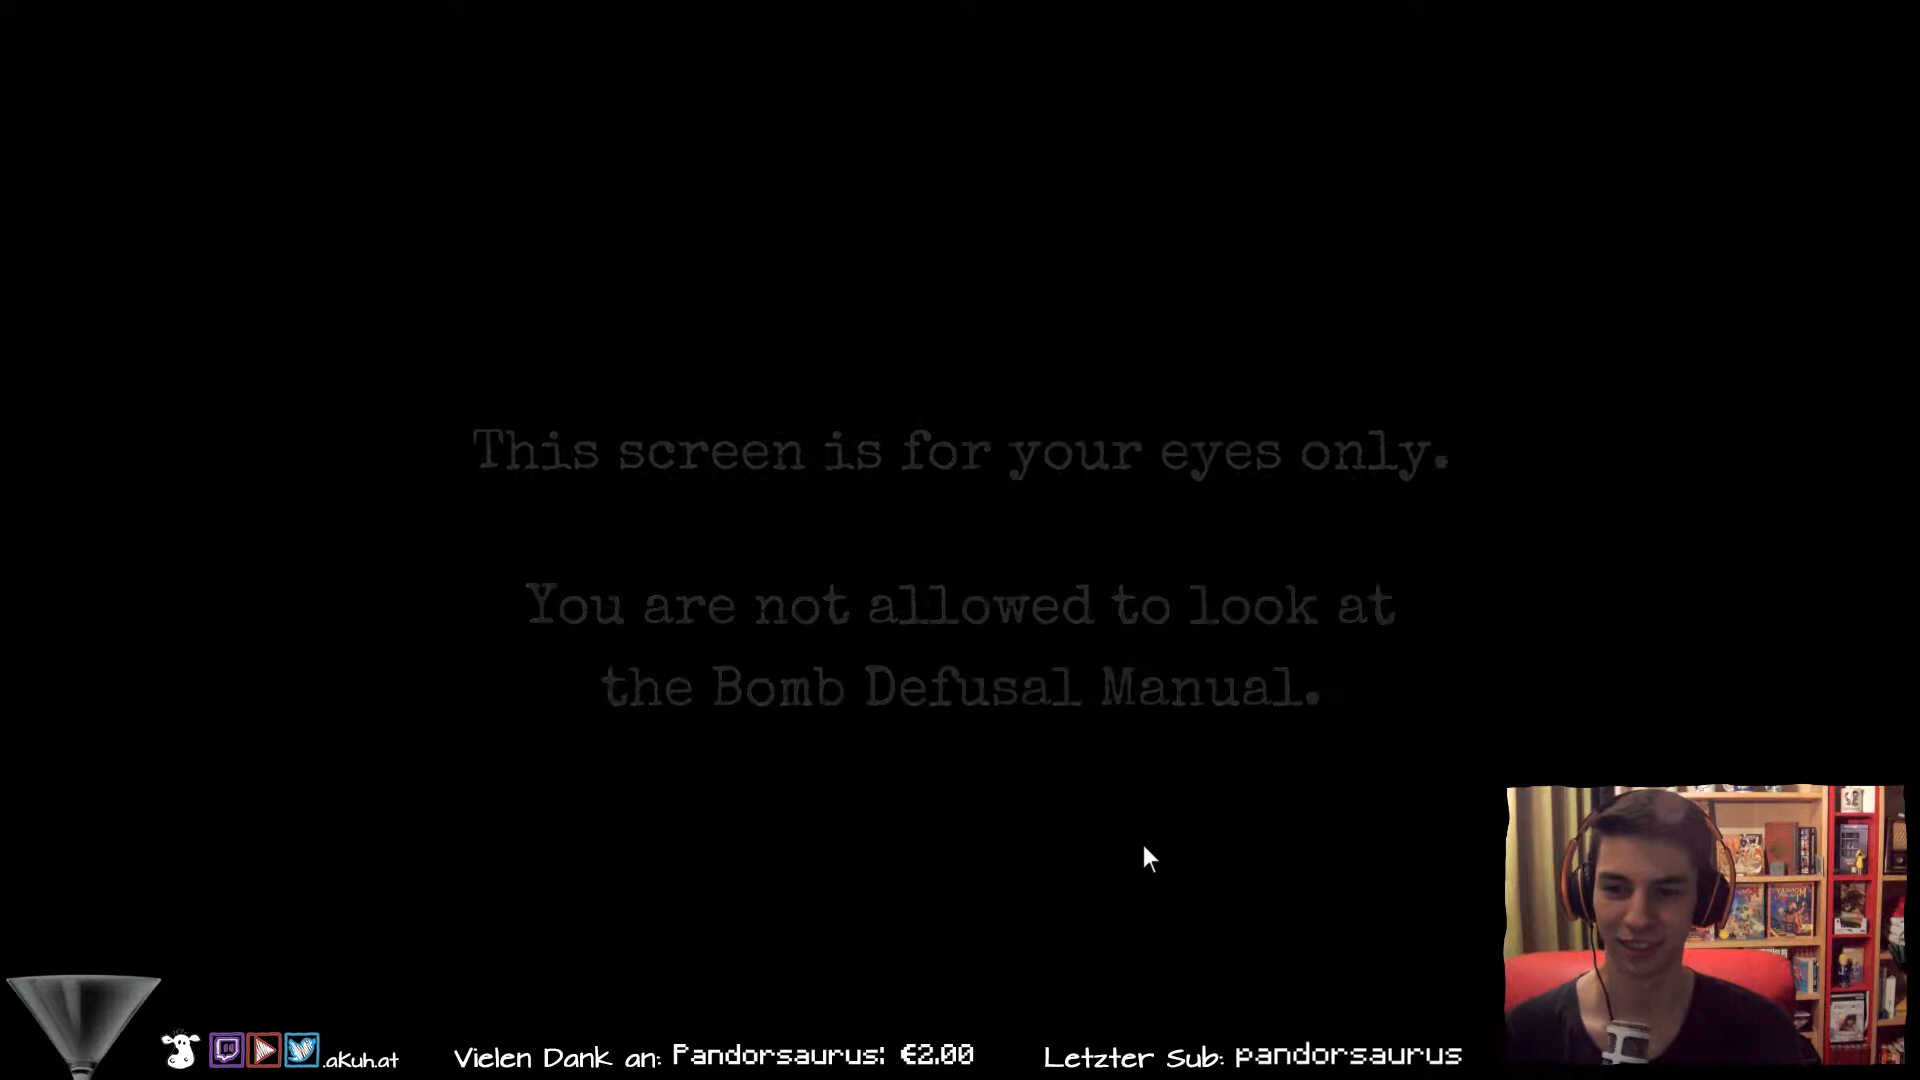 This screen is for your eyes only.
You are not allowed to look at
the Bomb Defusal Manual.
.akuh.at
Vielen Dank an: Pandorsaurus: €2.00
Letzter Sub: pandorsaurus